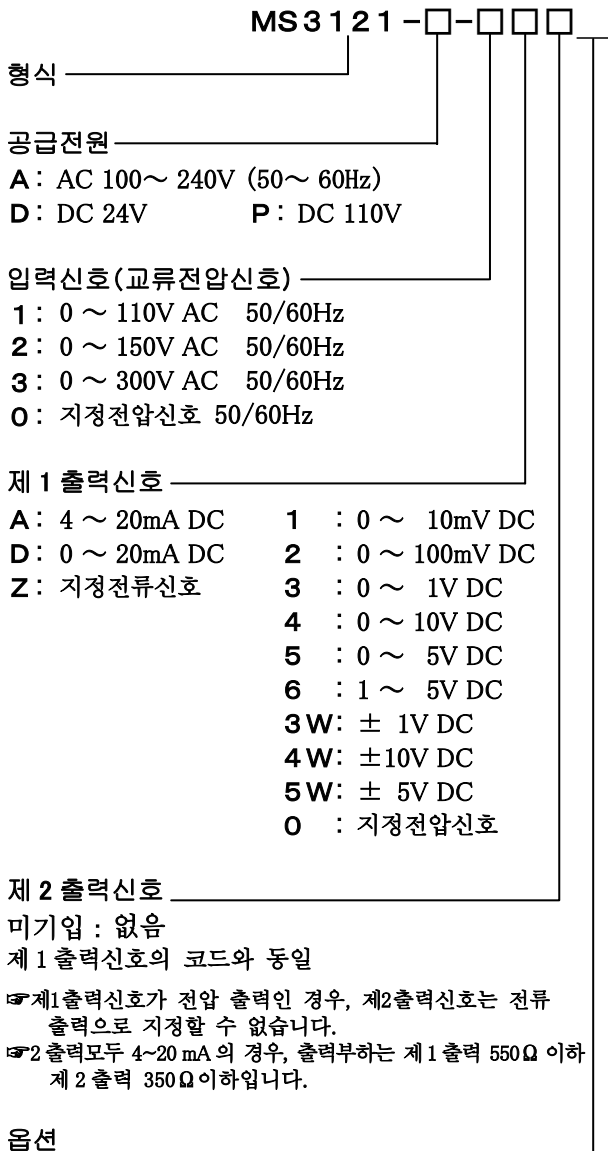 MS3121-□-□□□
형식
공급전원
A: AC 100～ 240V (50～ 60Hz)
D: DC 24V P: DC 110V
입력신호(교류전압신호)
1: 0 ～ 110V AC 50/60Hz
2: 0 ～ 150V AC 50/60Hz
3: 0 ～ 300V AC 50/60Hz
0: 지정전압신호 50/60Hz
제 1 출력신호
A: 4 ～ 20mA DC 1 : 0 ～ 10mV DC
D: 0 ～ 20mA DC 2 : 0 ～ 100mV DC
Z: 지정전류신호 3 : 0 ～ 1V DC
4 : 0 ～ 10V DC
5 : 0 ～ 5V DC
6 : 1 ～ 5V DC
3W: ± 1V DC
4W: ±10V DC
5W: ± 5V DC
0 : 지정전압신호
제 2 출력신호
미기입 : 없음
제 1 출력신호의 코드와 동일
☞제1출력신호가 전압 출력인 경우, 제2출력신호는 전류
출력으로 지정할 수 없습니다.
☞2 출력모두 4~20 mA 의 경우, 출력부하는 제 1 출력 550Ω 이하
제 2 출력 350Ω이하입니다.
옵션